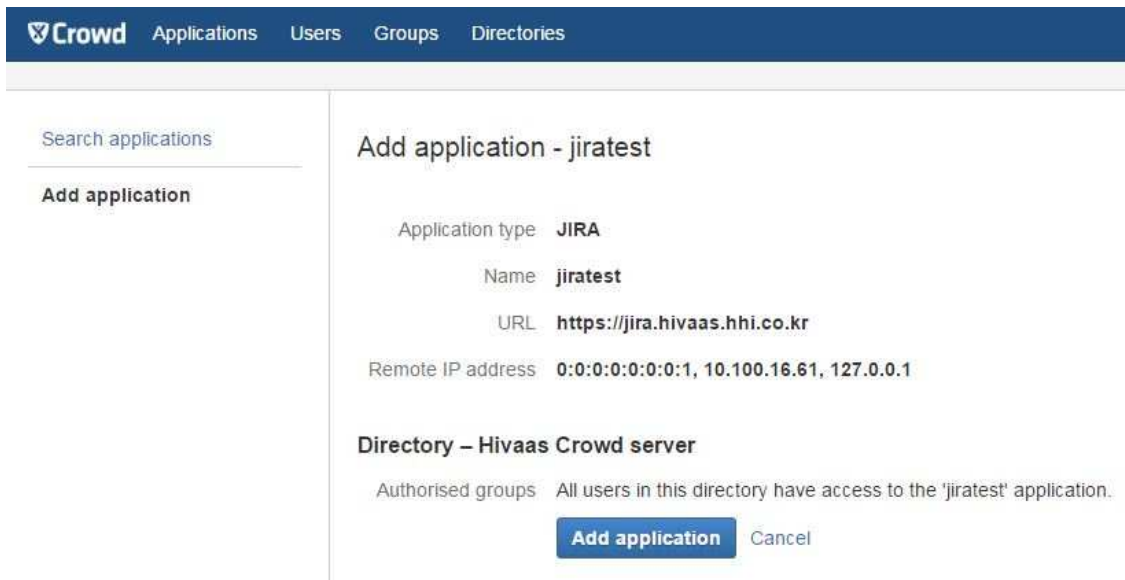 Crowd Applications Users Groups Directories
Search applications
Add application
Add application - jiratest
Application type JIRA
Name jiratest
URL https://jira.hivaas.hhi.co.kr
Remote IP address 0:0:0:0:0:0:0:1, 10.100.16.61, 127.0.0.1
Directory – Hivaas Crowd server
Authorised groups All users in this directory have access to the 'jiratest' application.
Add application Cancel